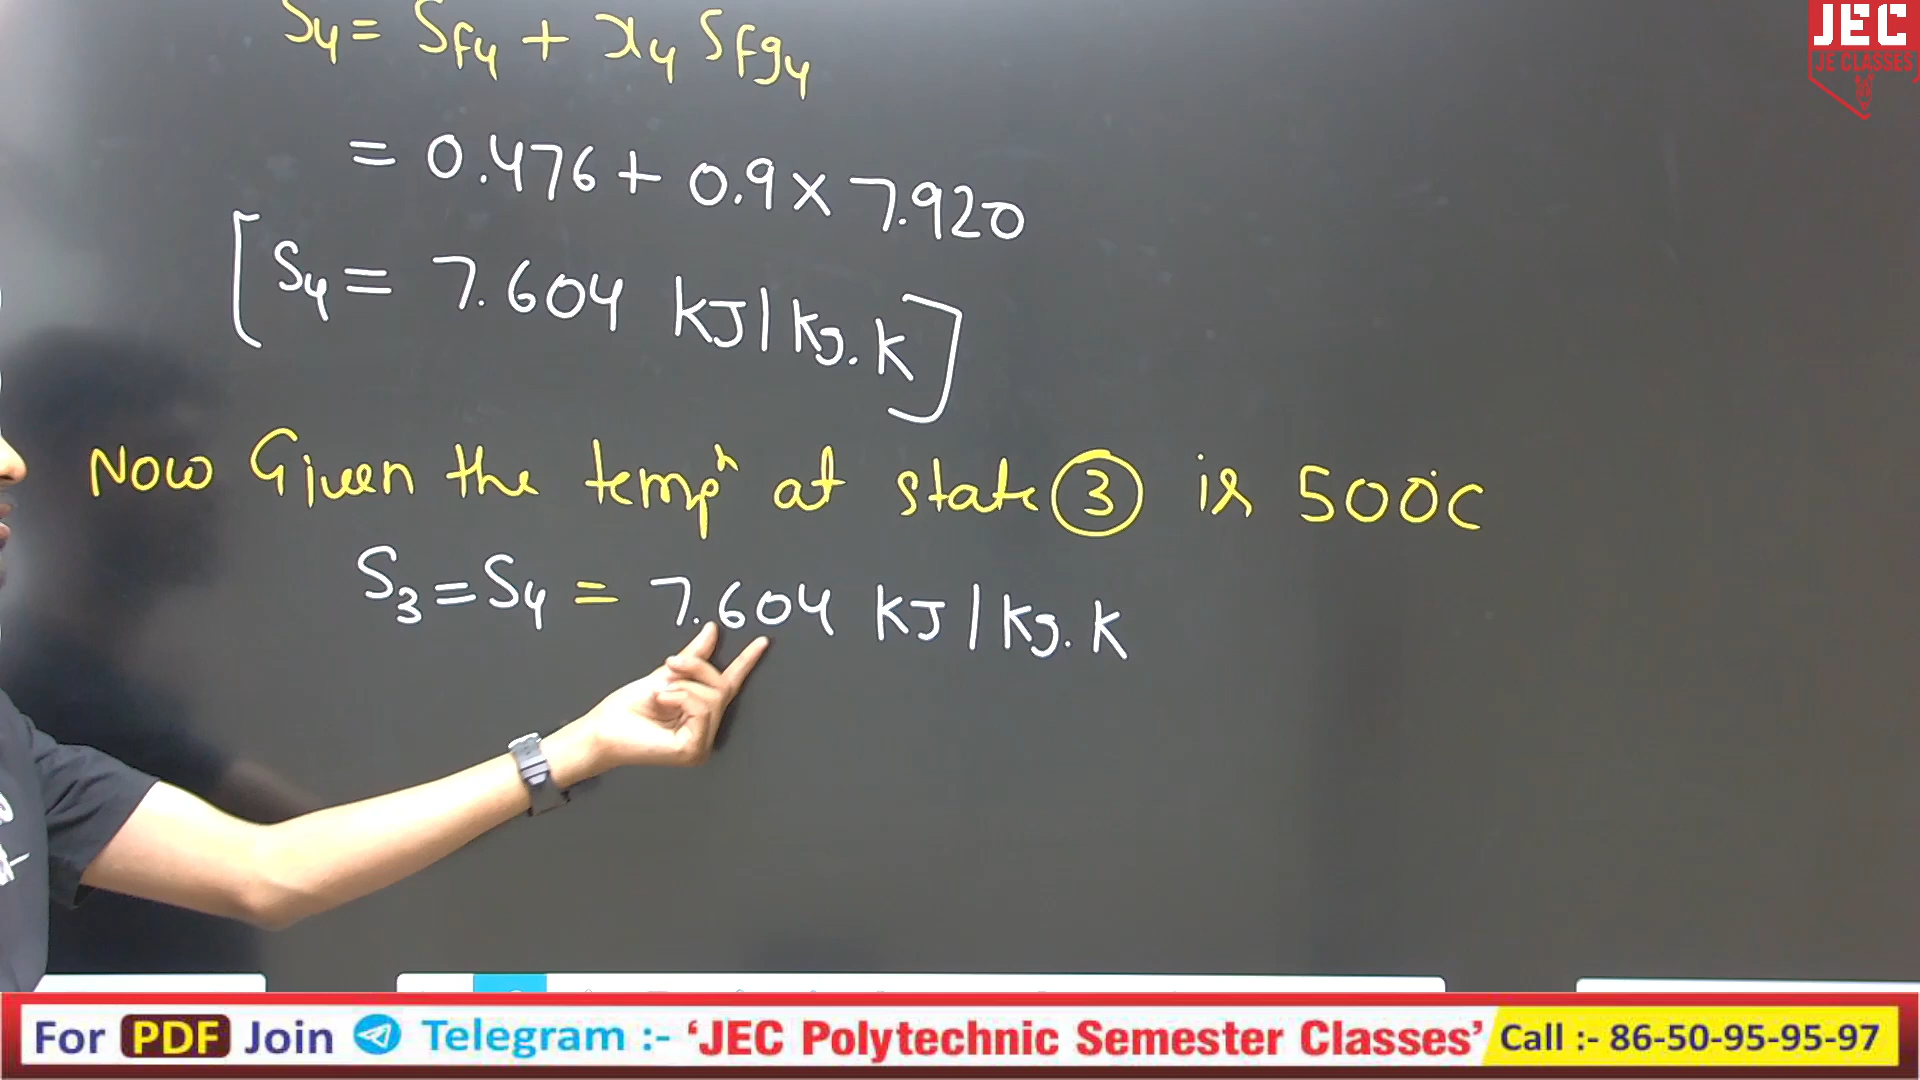 JEC
JE CLASSES
S4 = Sf4 + x4 Sfg4
= 0.476 + 0.9 × 7.920
[S4 = 7.604 KJ/Kg.K]
Now Given the tempr at state 3 is 500°C
S3 = S4 = 7.604 KJ/Kg.K
For PDF Join Telegram :- 'JEC Polytechnic Semester Classes' Call :- 86-50-95-95-97